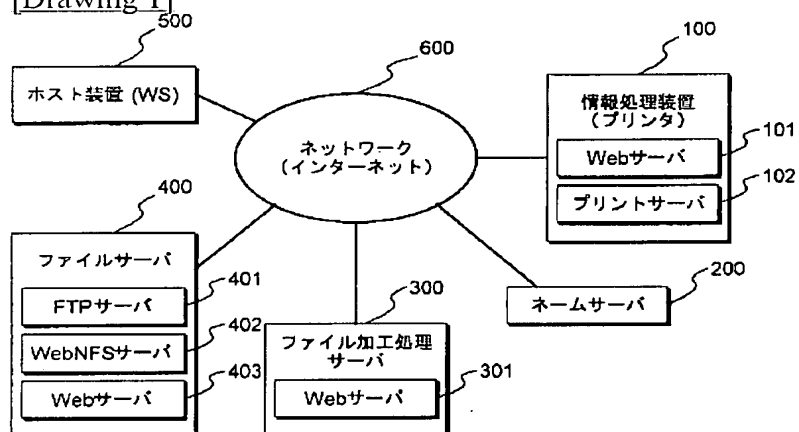 [Drawing 1]
500
ホスト装置 (WS)
600
ネットワーク
(インターネット)
100
情報処理装置
(プリンタ)
Webサーバ
101
プリントサーバ
102
400
ファイルサーバ
FTPサーバ
401
WebNFSサーバ
402
Webサーバ
403
300
ファイル加工処理
サーバ
Webサーバ
301
200
ネームサーバ